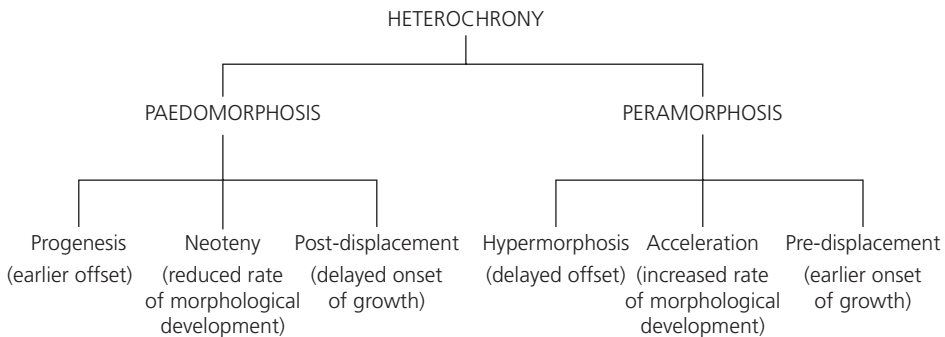 HETEROCHRONY
PAEDOMORPHOSIS
PERAMORPHOSIS
Progenesis
(earlier offset)
Neoteny
(reduced rate
of morphological
development)
Post-displacement
(delayed onset
of growth)
Hypermorphosis
(delayed offset)
Acceleration
(increased rate
of morphological
development)
Pre-displacement
(earlier onset
of growth)